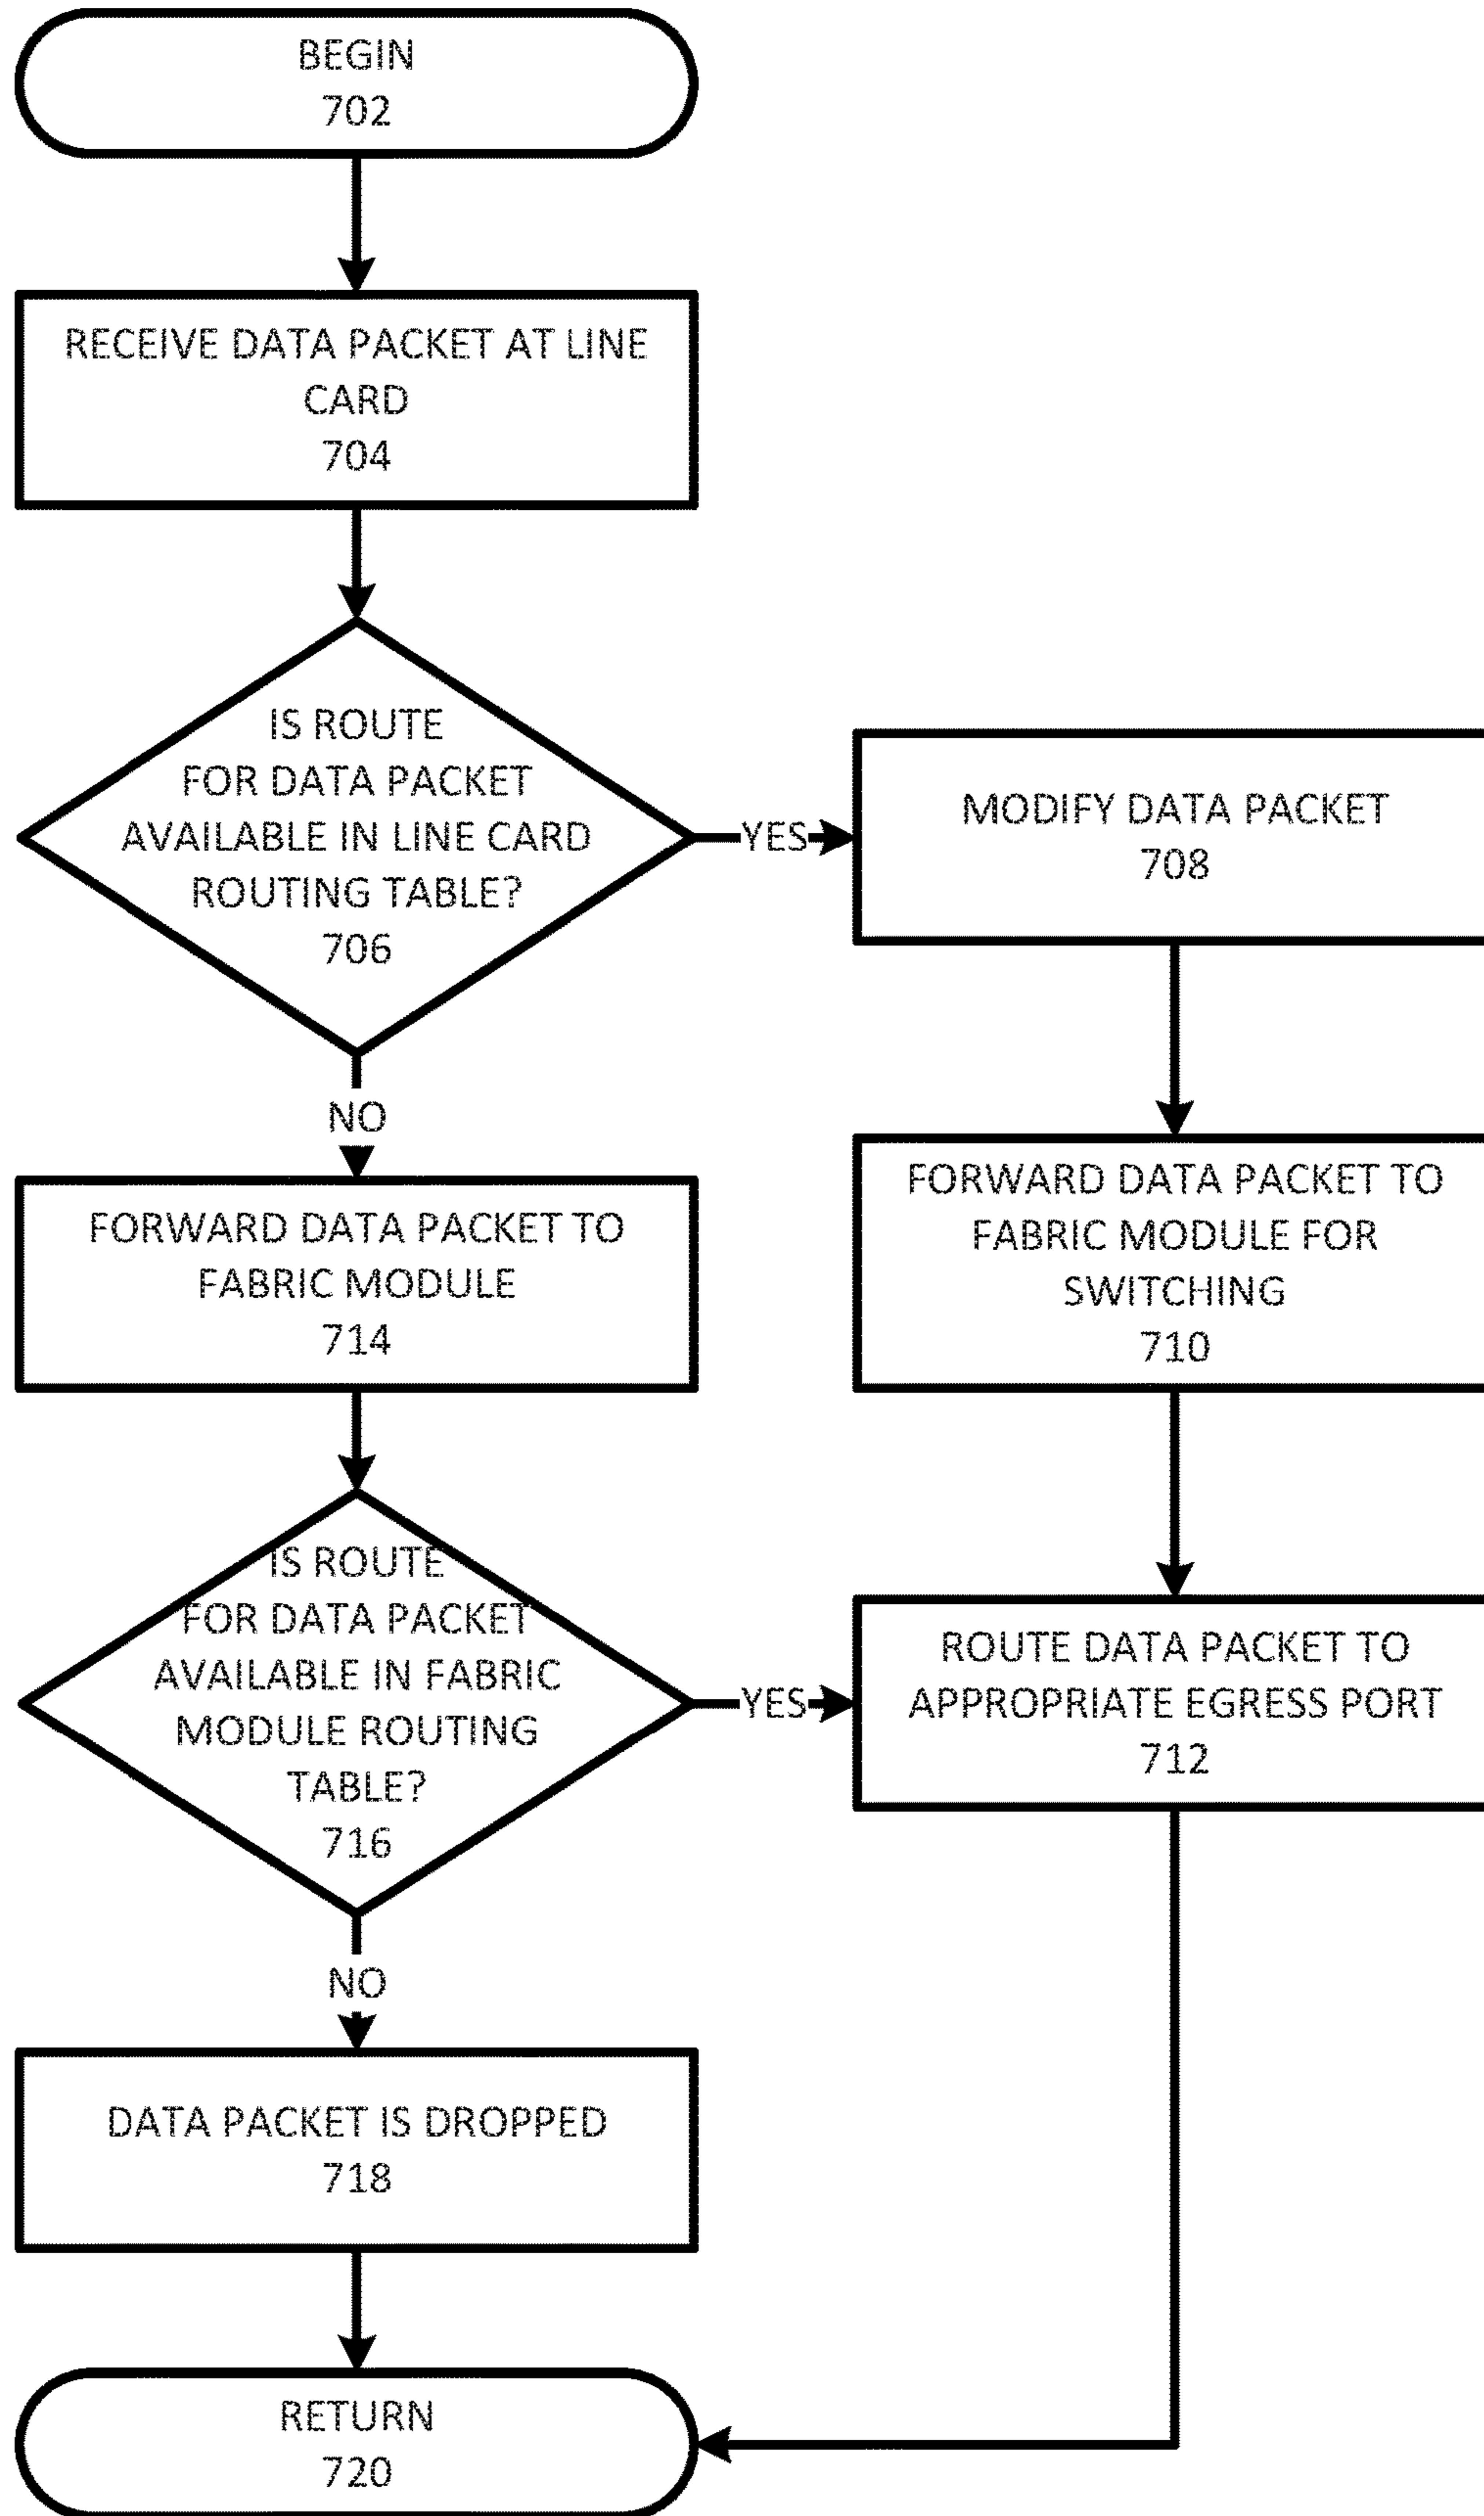 BEGIN
702
RECEIVE DATA PACKET AT LINE
CARD
704
IS ROUTE
FOR DATA PACKET
AVAILABLE IN LINE CARD
ROUTING TABLE?
706
YES
MODIFY DATA PACKET
708
NO
FORWARD DATA PACKET TO
FABRIC MODULE
714
FORWARD DATA PACKET TO
FABRIC MODULE FOR
SWITCHING
710
IS ROUTE
FOR DATA PACKET
AVAILABLE IN FABRIC
MODULE ROUTING
TABLE?
716
YES
ROUTE DATA PACKET TO
APPROPRIATE EGRESS PORT
712
NO
DATA PACKET IS DROPPED
718
RETURN
720